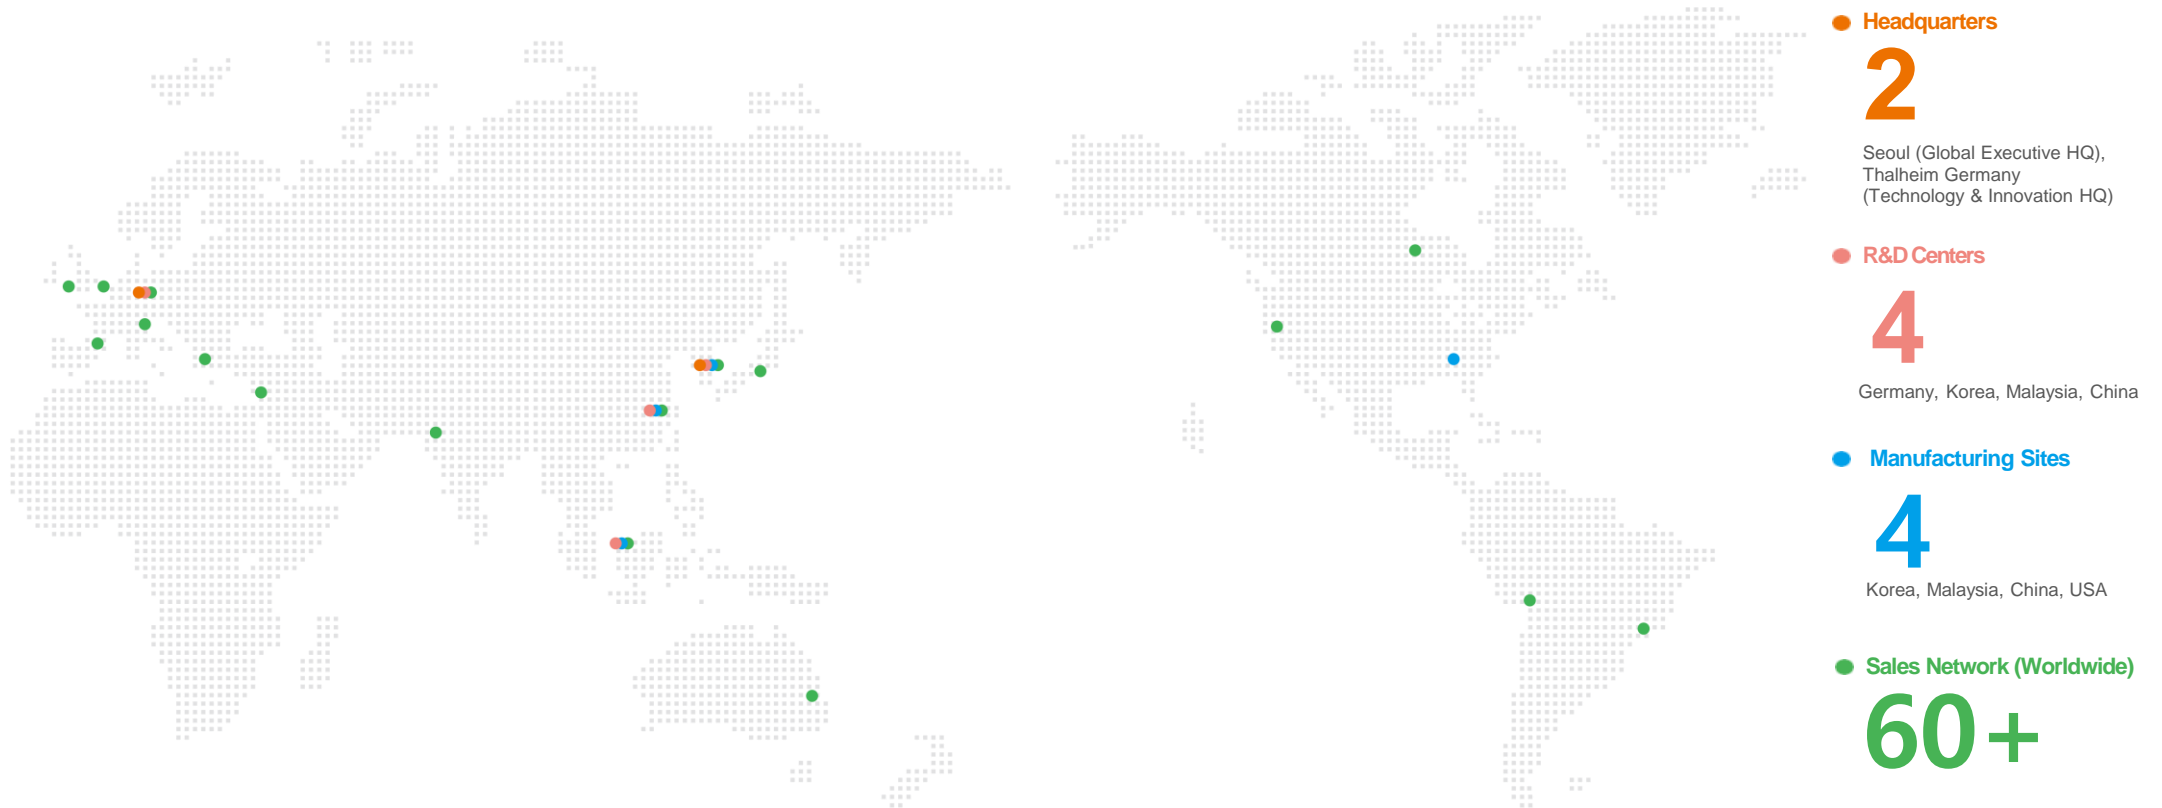 Headquarters
2
Seoul (Global Executive HQ),
Thalheim Germany
(Technology & Innovation HQ)
R&D Centers
4
Germany, Korea, Malaysia, China
Manufacturing Sites
4
Korea, Malaysia, China, USA
Sales Network (Worldwide)
60+